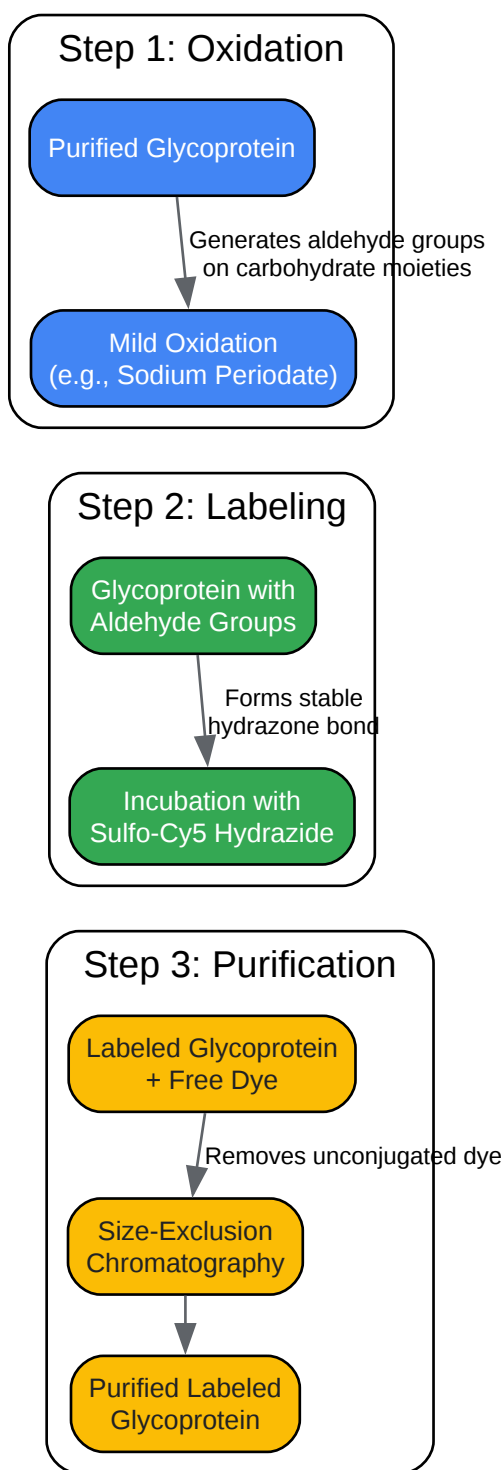 Step 1: Oxidation
Purified Glycoprotein
Generates aldehyde groups
on carbohydrate moieties
Mild Oxidation
(e.g., Sodium Periodate)
Step 2: Labeling
Glycoprotein with
Aldehyde Groups
Forms stable
hydrazone bond
Incubation with
Sulfo-Cy5 Hydrazide
Step 3: Purification
Labeled Glycoprotein
+ Free Dye
Removes unconjugated dye
Size-Exclusion
Chromatography
Purified Labeled
Glycoprotein